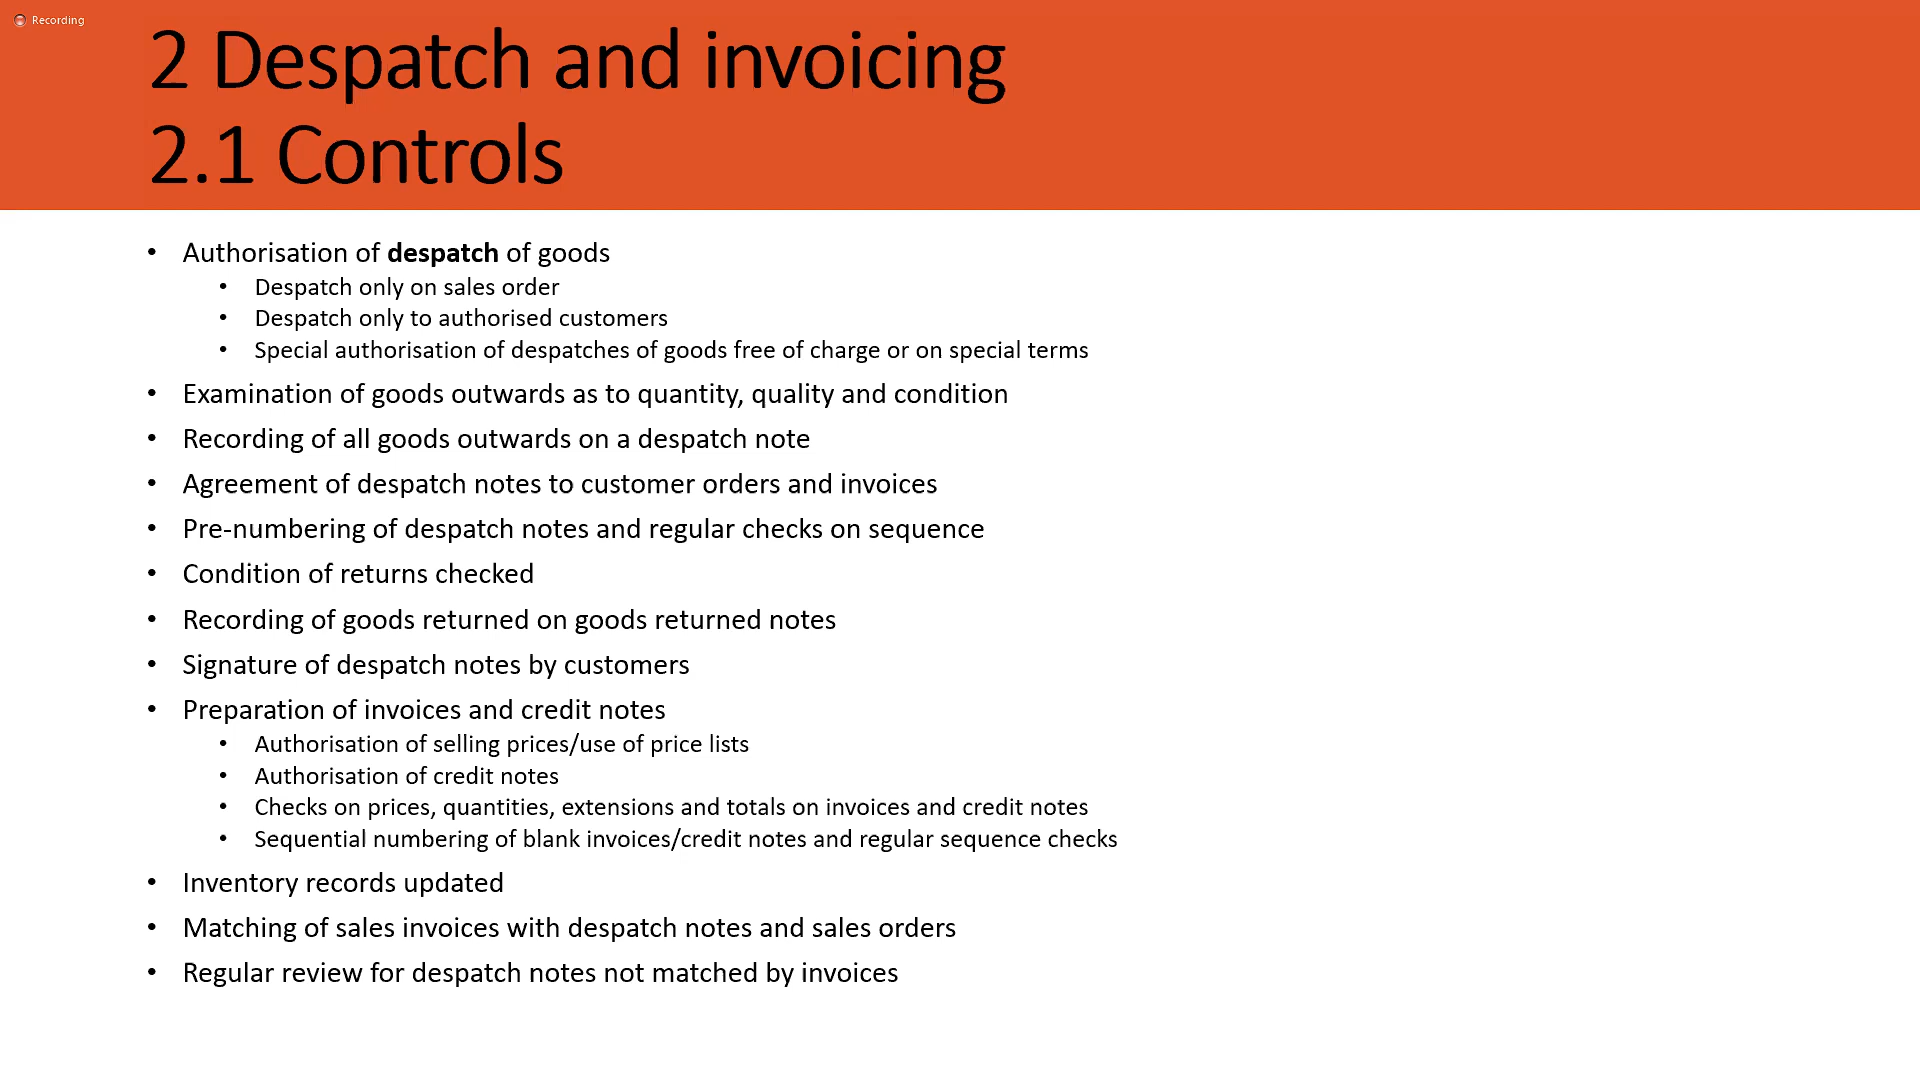 Recording
2 Despatch and invoicing
2.1 Controls
• Authorisation of despatch of goods
• Despatch only on sales order
• Despatch only to authorised customers
• Special authorisation of despatches of goods free of charge or on special terms
• Examination of goods outwards as to quantity, quality and condition
• Recording of all goods outwards on a despatch note
• Agreement of despatch notes to customer orders and invoices
• Pre-numbering of despatch notes and regular checks on sequence
• Condition of returns checked
• Recording of goods returned on goods returned notes
• Signature of despatch notes by customers
• Preparation of invoices and credit notes
• Authorisation of selling prices/use of price lists
• Authorisation of credit notes
• Checks on prices, quantities, extensions and totals on invoices and credit notes
• Sequential numbering of blank invoices/credit notes and regular sequence checks
• Inventory records updated
• Matching of sales invoices with despatch notes and sales orders
• Regular review for despatch notes not matched by invoices